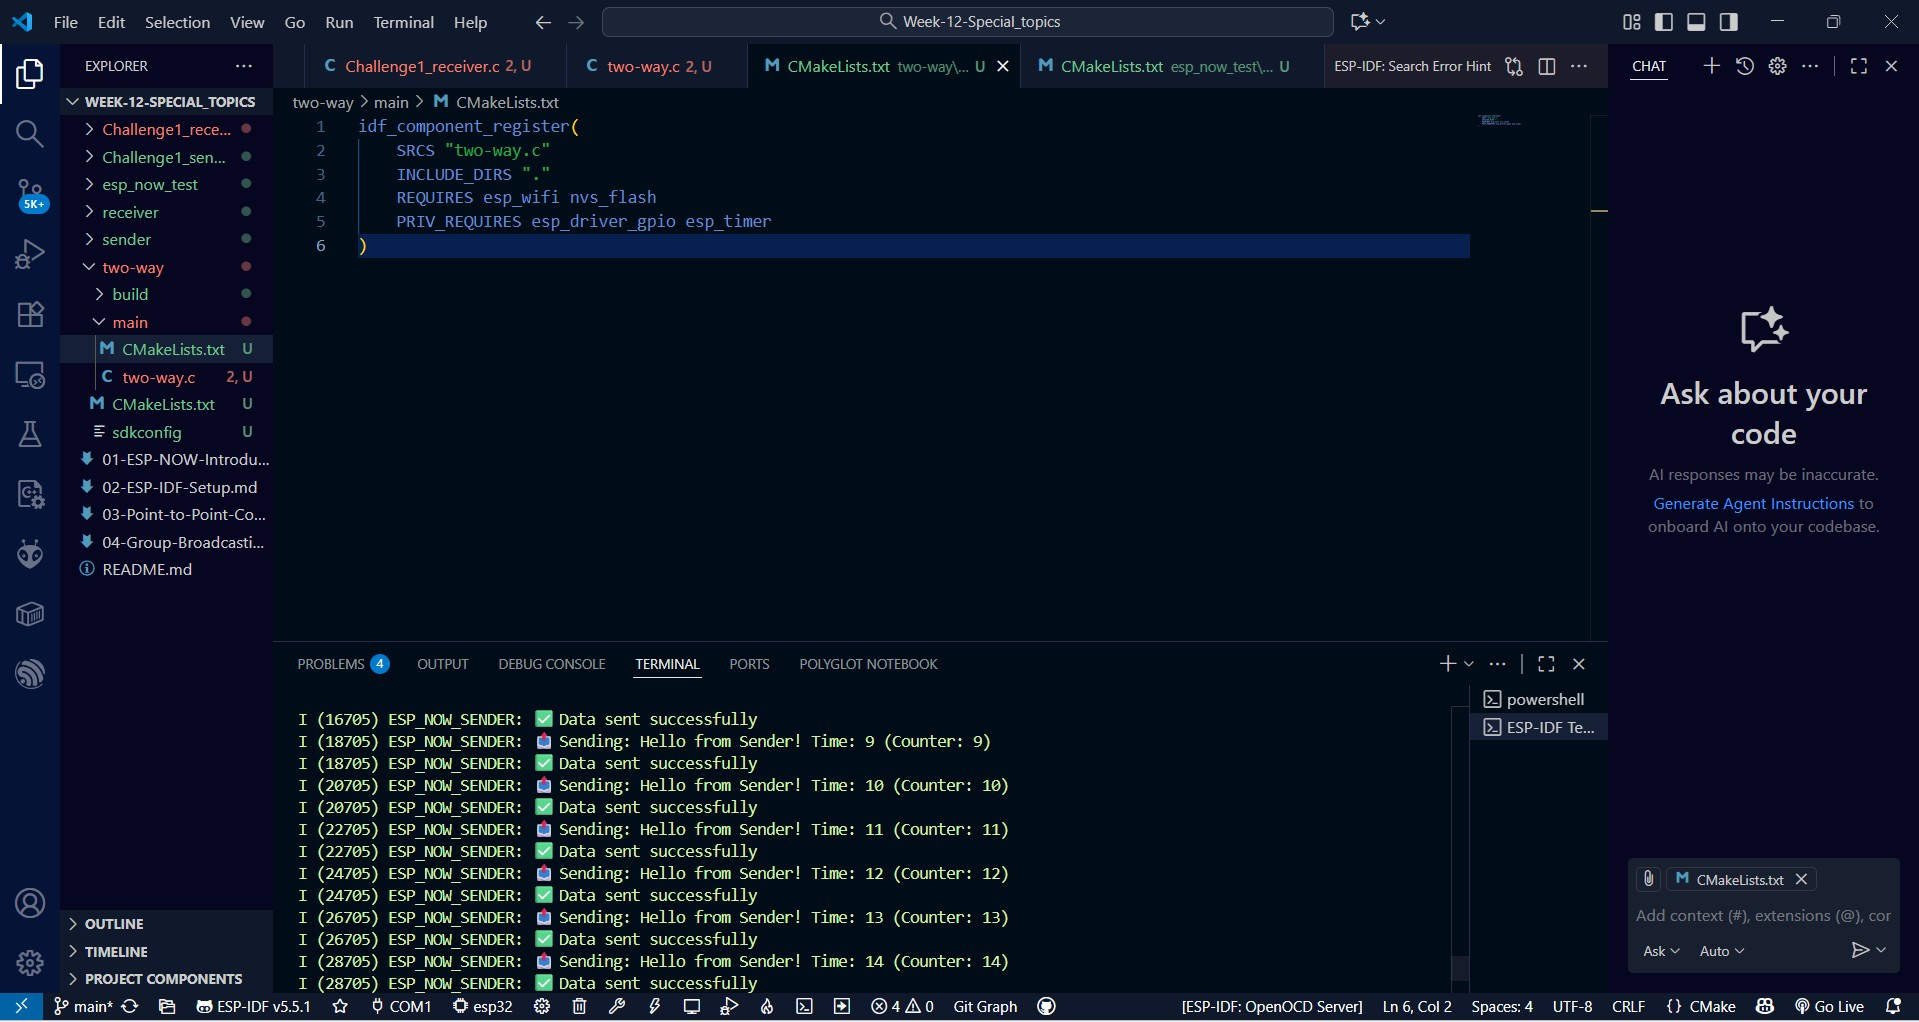 File Edit Selection View Go Run Terminal Help
Week-12-Special_topics
EXPLORER
WEEK-12-SPECIAL_TOPICS
Challenge1_rece...
Challenge1_sen...
esp_now_test
receiver
sender
two-way
build
main
CMakeLists.txt U
two-way.c 2, U
CMakeLists.txt U
sdkconfig U
01-ESP-NOW-Introdu...
02-ESP-IDF-Setup.md
03-Point-to-Point-Co...
04-Group-Broadcasti...
README.md
5K+
OUTLINE
TIMELINE
PROJECT COMPONENTS
C Challenge1_receiver.c 2, U
C two-way.c 2, U
M CMakeLists.txt two-way\... U
M CMakeLists.txt esp_now_test\... U
ESP-IDF: Search Error Hint
two-way > main > M CMakeLists.txt
1 idf_component_register(
2 SRCS "two-way.c"
3 INCLUDE_DIRS "."
4 REQUIRES esp_wifi nvs_flash
5 PRIV_REQUIRES esp_driver_gpio esp_timer
6 )
PROBLEMS 4 OUTPUT DEBUG CONSOLE TERMINAL PORTS POLYGLOT NOTEBOOK
I (16705) ESP_NOW_SENDER: ✅ Data sent successfully
I (18705) ESP_NOW_SENDER: 📤 Sending: Hello from Sender! Time: 9 (Counter: 9)
I (18705) ESP_NOW_SENDER: ✅ Data sent successfully
I (20705) ESP_NOW_SENDER: 📤 Sending: Hello from Sender! Time: 10 (Counter: 10)
I (20705) ESP_NOW_SENDER: ✅ Data sent successfully
I (22705) ESP_NOW_SENDER: 📤 Sending: Hello from Sender! Time: 11 (Counter: 11)
I (22705) ESP_NOW_SENDER: ✅ Data sent successfully
I (24705) ESP_NOW_SENDER: 📤 Sending: Hello from Sender! Time: 12 (Counter: 12)
I (24705) ESP_NOW_SENDER: ✅ Data sent successfully
I (26705) ESP_NOW_SENDER: 📤 Sending: Hello from Sender! Time: 13 (Counter: 13)
I (26705) ESP_NOW_SENDER: ✅ Data sent successfully
I (28705) ESP_NOW_SENDER: 📤 Sending: Hello from Sender! Time: 14 (Counter: 14)
I (28705) ESP_NOW_SENDER: ✅ Data sent successfully
powershell
ESP-IDF Te...
CHAT
Ask about your
code
AI responses may be inaccurate.
Generate Agent Instructions to
onboard AI onto your codebase.
M CMakeLists.txt
Add context (#), extensions (@), cor
Ask Auto
main* ESP-IDF v5.5.1 COM1 esp32 4 0 Git Graph [ESP-IDF: OpenOCD Server] Ln 6, Col 2 Spaces: 4 UTF-8 CRLF {} CMake Go Live